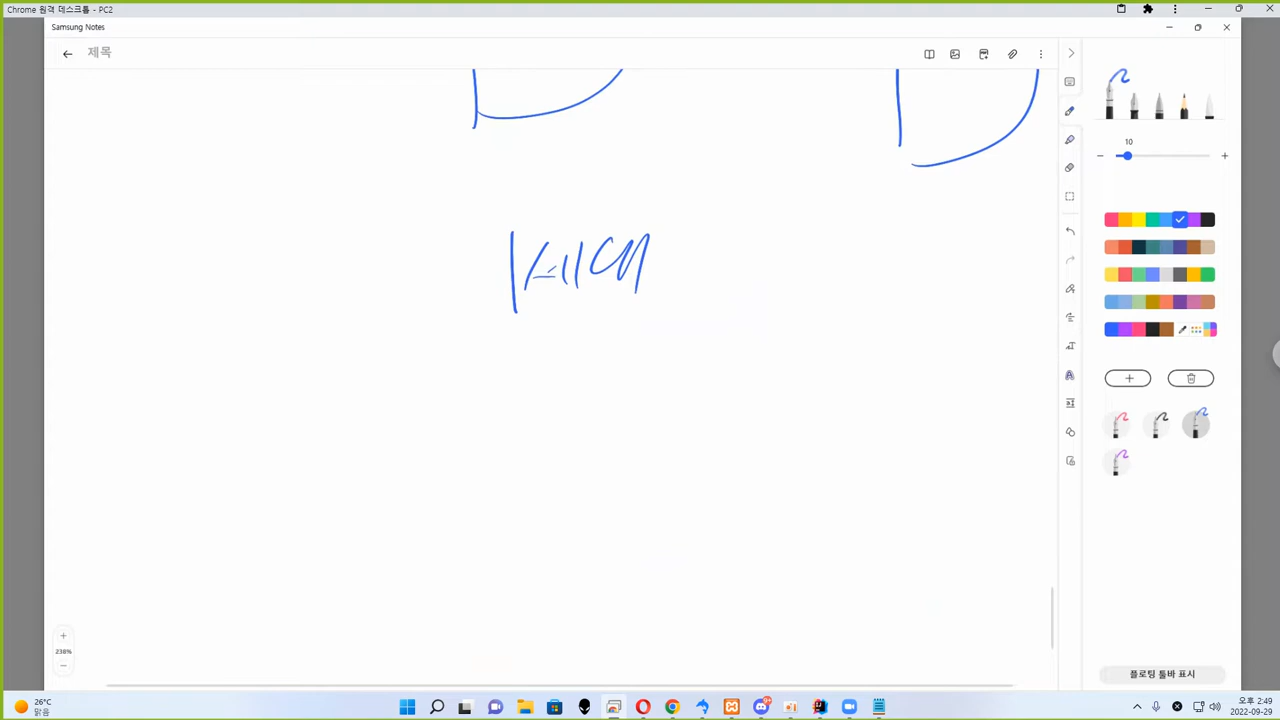 Chrome 원격 데스크톱 - PC2
Samsung Notes
제목
10
238%
플로팅 툴바 표시
26°C
맑음
오후 2:49
2022-09-29